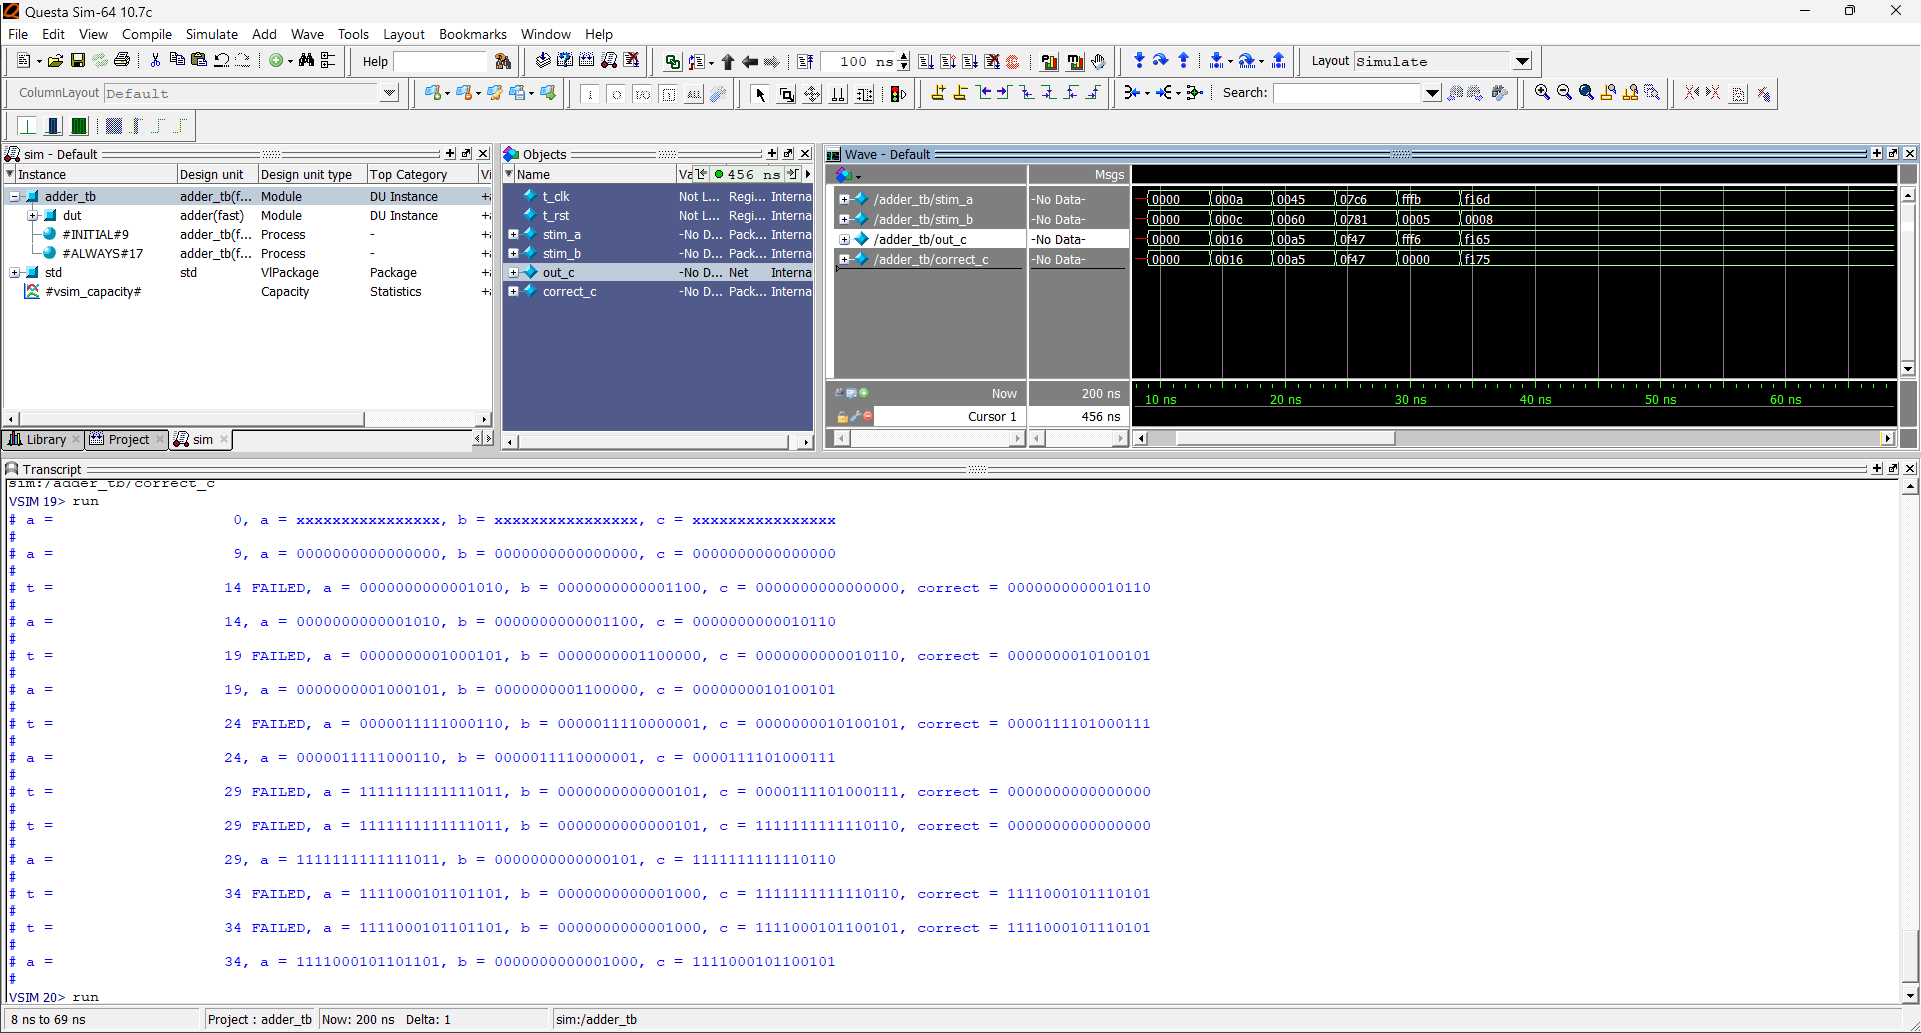 Questa Sim-64 10.7c
File Edit View Compile Simulate Add Wave Tools Layout Bookmarks Window Help
Help 100 ns Layout Simulate
ColumnLayout Default ALL Search:
sim - Default
Instance Design unit Design unit type Top Category Vi
adder_tb adder_tb(f... Module DU Instance +a
dut adder(fast) Module DU Instance +a
#INITIAL#9 adder_tb(f... Process - +a
#ALWAYS#17 adder_tb(f... Process - +a
std std VlPackage Package +a
#vsim_capacity# Capacity Statistics +a
Library Project sim
Objects
Name Va 456 ns
t_clk Not L... Regi... Interna
t_rst Not L... Regi... Interna
stim_a -No D... Pack... Interna
stim_b -No D... Pack... Interna
out_c -No D... Net Interna
correct_c -No D... Pack... Interna
Wave - Default
Msgs
/adder_tb/stim_a -No Data- 0000 000a 0045 07c6 fffb f16d
/adder_tb/stim_b -No Data- 0000 000c 0060 0781 0005 0008
/adder_tb/out_c -No Data- 0000 0016 00a5 0f47 fff6 f165
/adder_tb/correct_c -No Data- 0000 0016 00a5 0f47 0000 f175
Now 200 ns 10 ns 20 ns 30 ns 40 ns 50 ns 60 ns
Cursor 1 456 ns
Transcript
sim:/adder_tb/correct_c
VSIM 19> run
# a = 0, a = xxxxxxxxxxxxxxxx, b = xxxxxxxxxxxxxxxx, c = xxxxxxxxxxxxxxxx
#
# a = 9, a = 0000000000000000, b = 0000000000000000, c = 0000000000000000
#
# t = 14 FAILED, a = 0000000000001010, b = 0000000000001100, c = 0000000000000000, correct = 0000000000010110
#
# a = 14, a = 0000000000001010, b = 0000000000001100, c = 0000000000010110
#
# t = 19 FAILED, a = 0000000001000101, b = 0000000001100000, c = 0000000000010110, correct = 0000000010100101
#
# a = 19, a = 0000000001000101, b = 0000000001100000, c = 0000000010100101
#
# t = 24 FAILED, a = 0000011111000110, b = 0000011110000001, c = 0000000010100101, correct = 0000111101000111
#
# a = 24, a = 0000011111000110, b = 0000011110000001, c = 0000111101000111
#
# t = 29 FAILED, a = 1111111111111011, b = 0000000000000101, c = 0000111101000111, correct = 0000000000000000
#
# t = 29 FAILED, a = 1111111111111011, b = 0000000000000101, c = 1111111111110110, correct = 0000000000000000
#
# a = 29, a = 1111111111111011, b = 0000000000000101, c = 1111111111110110
#
# t = 34 FAILED, a = 1111000101101101, b = 0000000000001000, c = 1111111111110110, correct = 1111000101110101
#
# t = 34 FAILED, a = 1111000101101101, b = 0000000000001000, c = 1111000101100101, correct = 1111000101110101
#
# a = 34, a = 1111000101101101, b = 0000000000001000, c = 1111000101100101
#
VSIM 20> run
8 ns to 69 ns Project : adder_tb Now: 200 ns Delta: 1 sim:/adder_tb